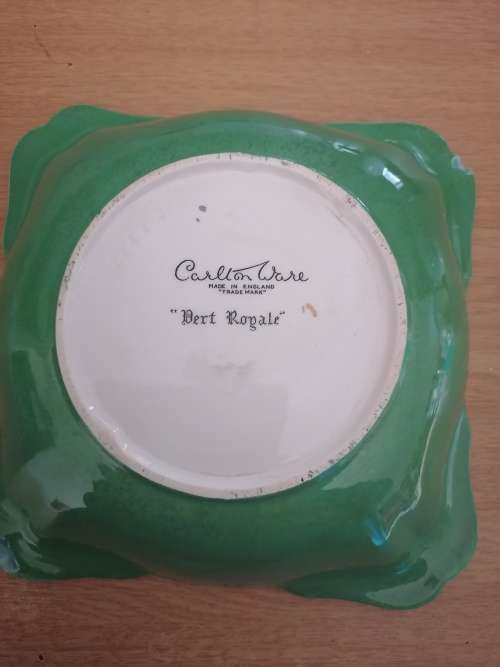 Carlton Ware
MADE IN ENGLAND
"TRADE MARK"
"Vert Royale"